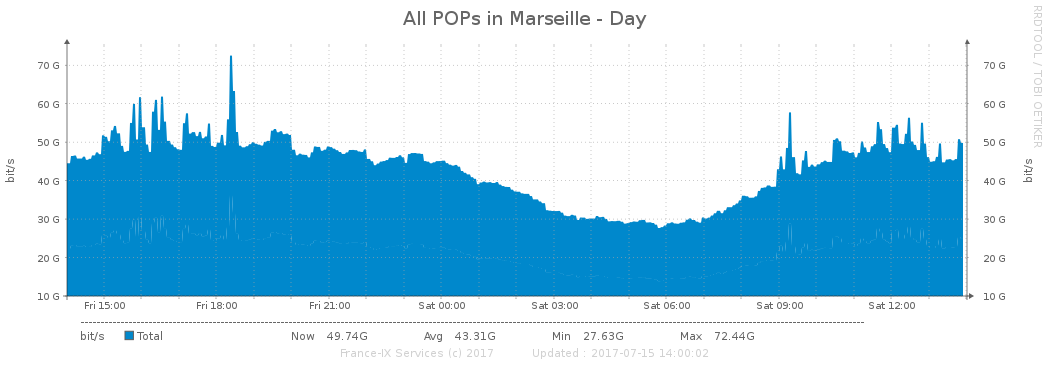 All POPs in Marseille - Day
RRDTOOL / TOBI OETIKER
bit/s
70 G 70 G
60 G 60 G
50 G 50 G
40 G 40 G
30 G 30 G
20 G 20 G
10 G 10 G
bit/s
Fri 15:00 Fri 18:00 Fri 21:00 Sat 00:00 Sat 03:00 Sat 06:00 Sat 09:00 Sat 12:00
bit/s Total Now 49.74G Avg 43.31G Min 27.63G Max 72.44G
France-IX Services (c) 2017 Updated : 2017-07-15 14:00:02